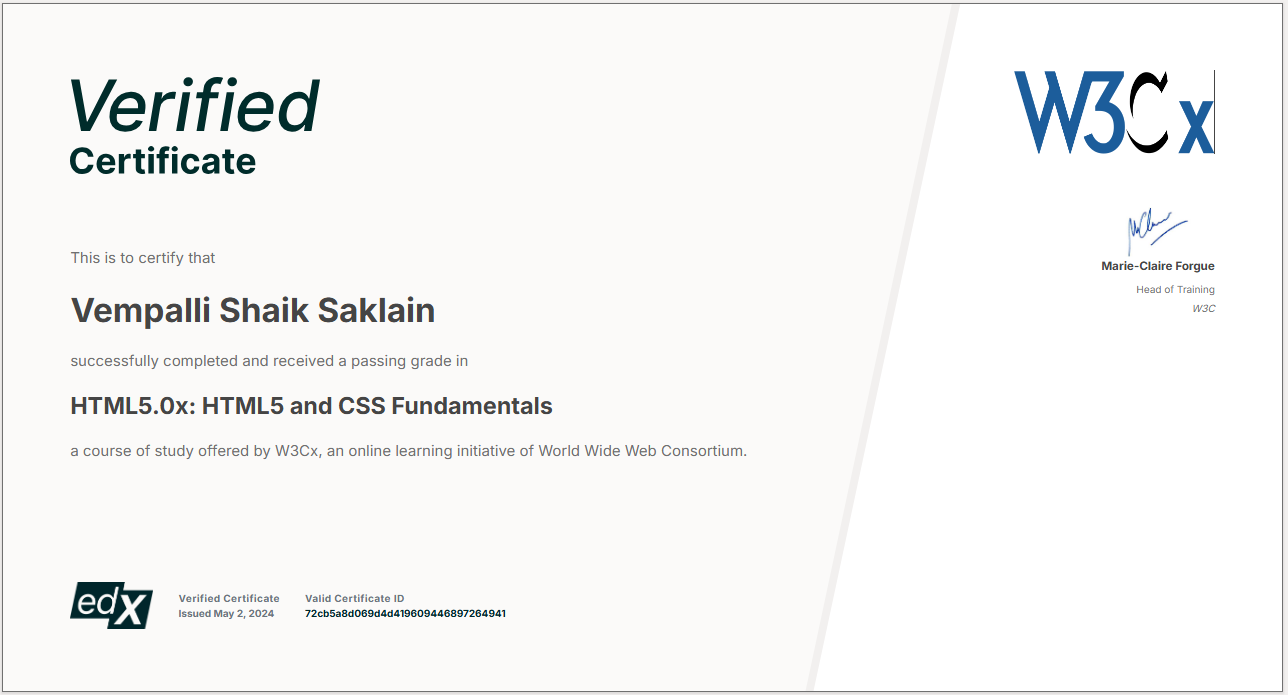 Verified
Certificate
W3Cx
This is to certify that
Vempalli Shaik Saklain
successfully completed and received a passing grade in
HTML5.0x: HTML5 and CSS Fundamentals
a course of study offered by W3Cx, an online learning initiative of World Wide Web Consortium.
Marie-Claire Forgue
Head of Training
W3C
edX
Verified Certificate
Issued May 2, 2024
Valid Certificate ID
72cb5a8d069d4d419609446897264941